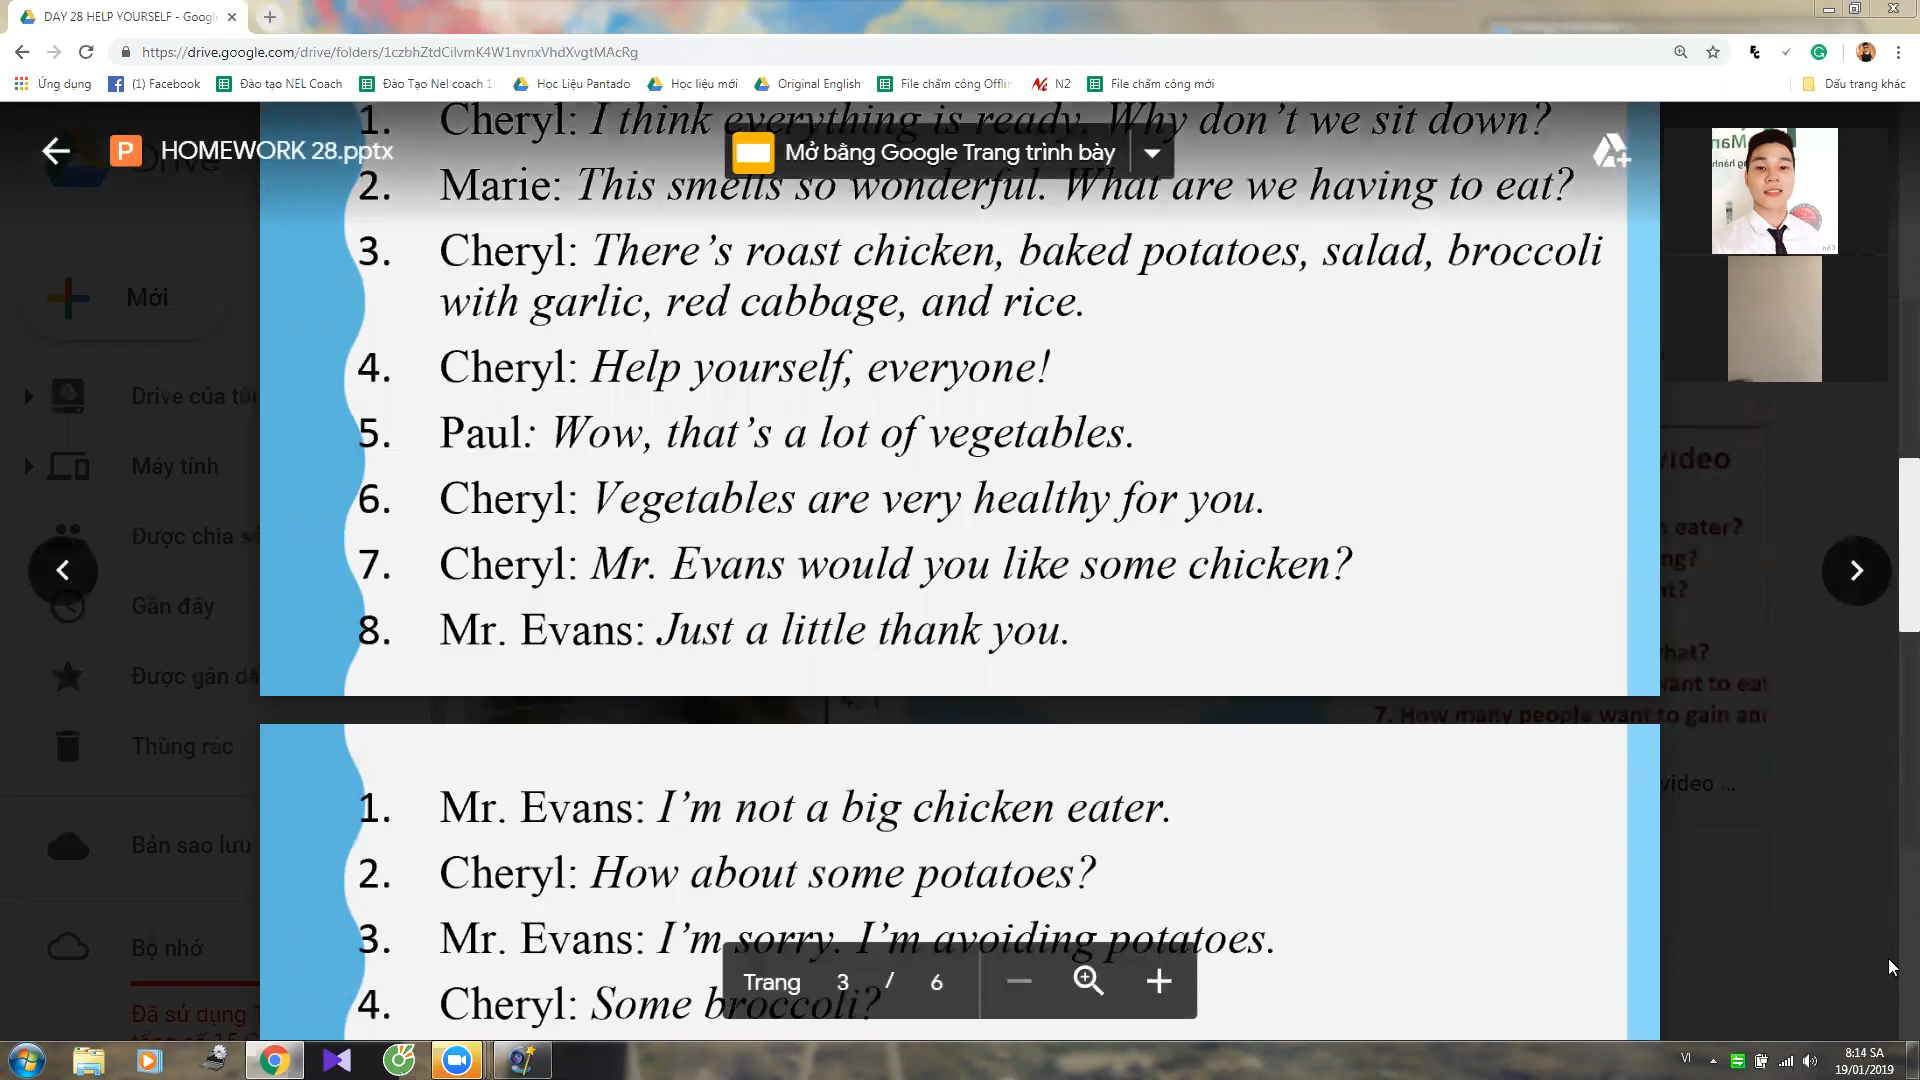 DAY 28 HELP YOURSELF - Googl
https://drive.google.com/drive/folders/1czbhZtdCilvmK4W1nvnxVhdXvgtMAcRg
Ứng dụng (1) Facebook Đào tạo NEL Coach Đào Tạo Nel coach 1 Học Liệu Pantado Học liệu mới Original English File chấm công Offlin N2 File chấm công mới Dấu trang khác
1. Cheryl: I think everything is ready. Why don't we sit down?
HOMEWORK 28.pptx
Mở bằng Google Trang trình bày
2. Marie: This smells so wonderful. What are we having to eat?
3. Cheryl: There's roast chicken, baked potatoes, salad, broccoli
with garlic, red cabbage, and rice.
4. Cheryl: Help yourself, everyone!
5. Paul: Wow, that's a lot of vegetables.
6. Cheryl: Vegetables are very healthy for you.
7. Cheryl: Mr. Evans would you like some chicken?
8. Mr. Evans: Just a little thank you.
1. Mr. Evans: I'm not a big chicken eater.
2. Cheryl: How about some potatoes?
3. Mr. Evans: I'm sorry. I'm avoiding potatoes.
4. Cheryl: Some broccoli?
Trang 3 / 6
Mới
Drive của tôi
Máy tính
Được chia sẻ
Gần đây
Được gắn dấ
Thùng rác
Bản sao lưu
Bộ nhớ
Đã sử dụng
video
eater?
7. How many people want to gain an
video ...
VI
8:14 SA
19/01/2019